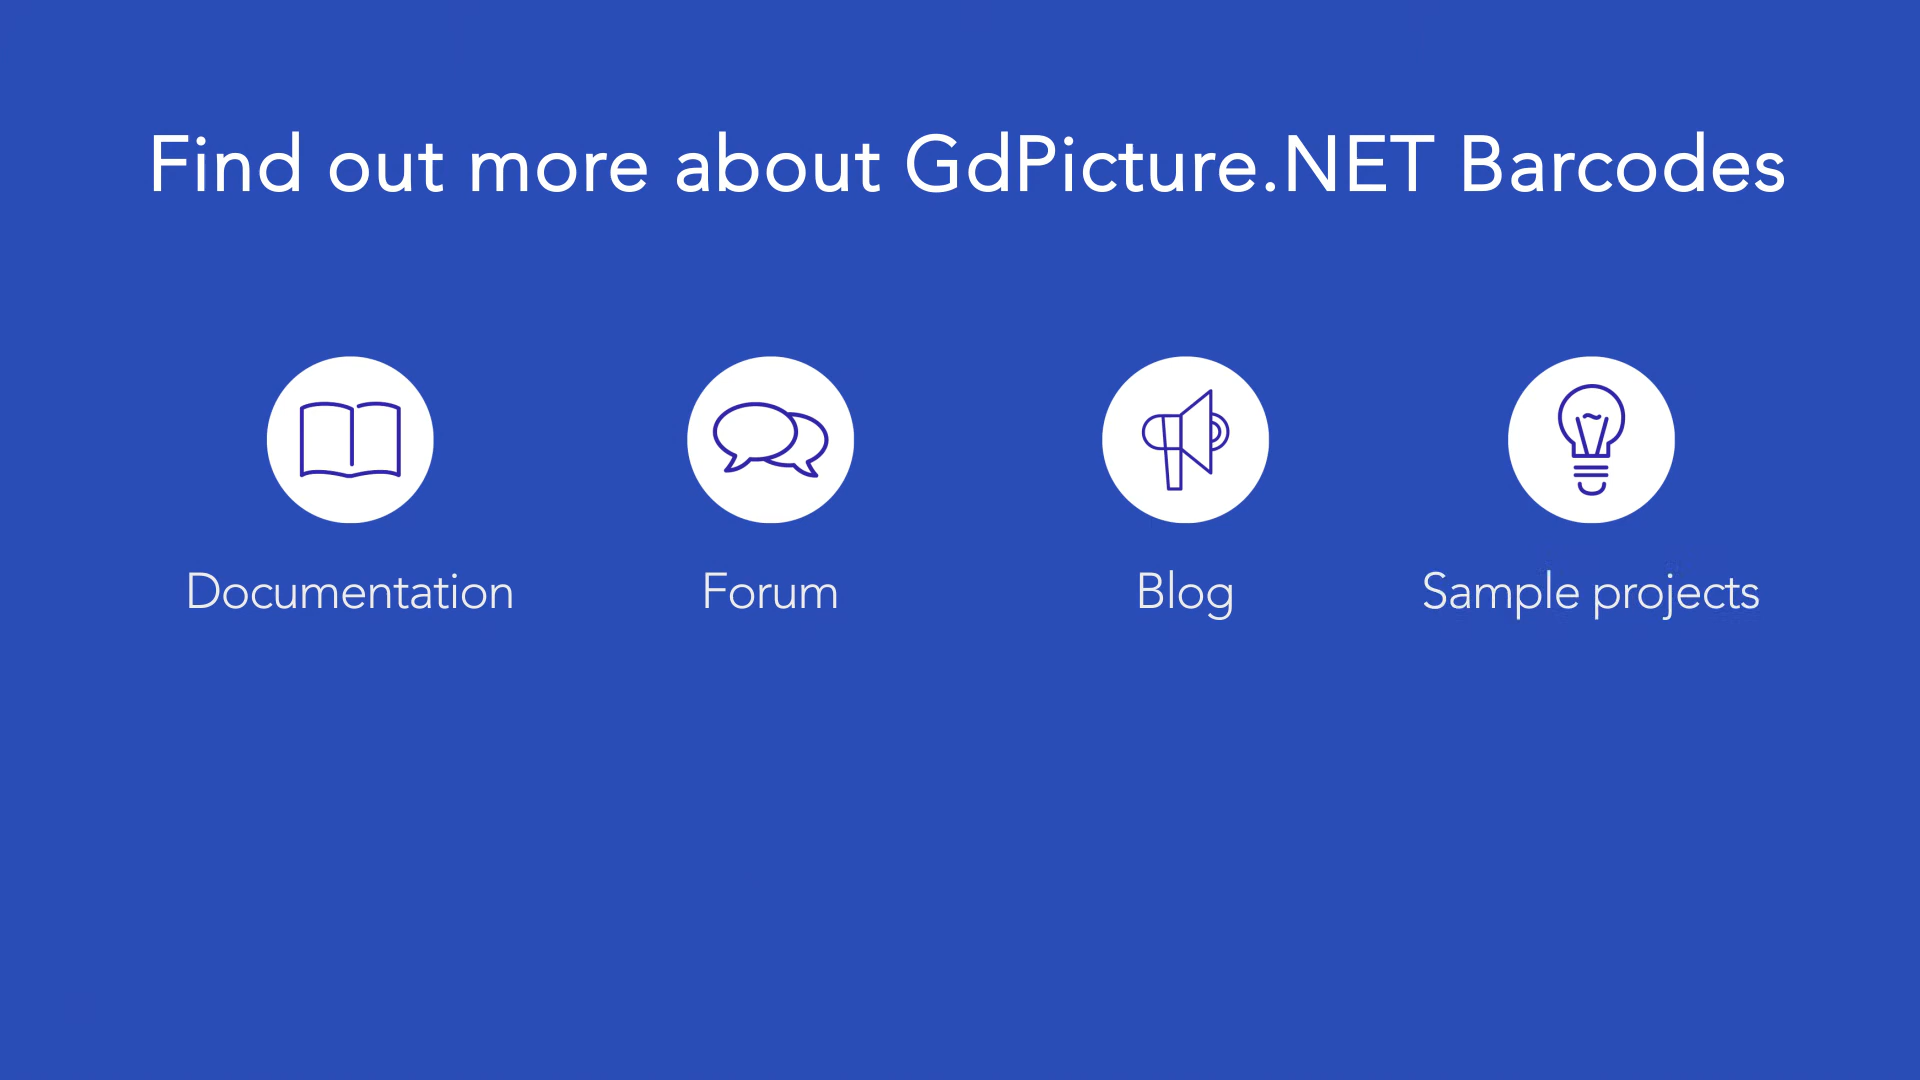 Find out more about GdPicture.NET Barcodes
Documentation
Forum
Blog
Sample projects